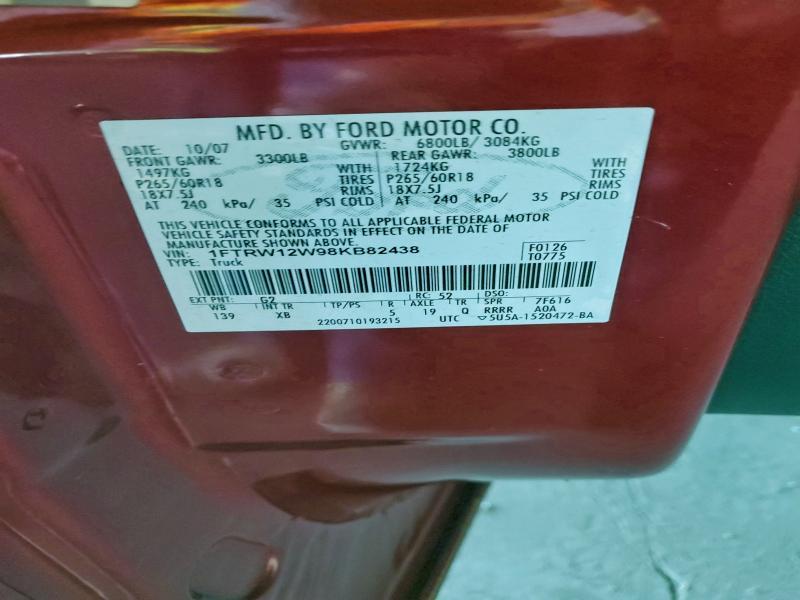 MFD. BY FORD MOTOR CO.
DATE: 10/07 GVWR: 6800LB/ 3084KG
FRONT GAWR: 3300LB REAR GAWR: 3800LB
1497KG WITH 1724KG WITH
P265/60R18 TIRES P265/60R18 TIRES
18X7.5J RIMS 18X7.5J RIMS
AT 240 kPa/ 35 PSI COLD AT 240 kPa/ 35 PSI COLD
THIS VEHICLE CONFORMS TO ALL APPLICABLE FEDERAL MOTOR
VEHICLE SAFETY STANDARDS IN EFFECT ON THE DATE OF
MANUFACTURE SHOWN ABOVE.
VIN: 1FTRW12W98KB82438 F0126
TYPE: Truck T0775
EXT PNT: G2 RC: 52 DSO:
WB INT TR TP/PS R AXLE TR SPR 7F616
139 XB 5 19 Q RRRR A0A
2200710193215 UTC ▽5U5A-1520472-BA